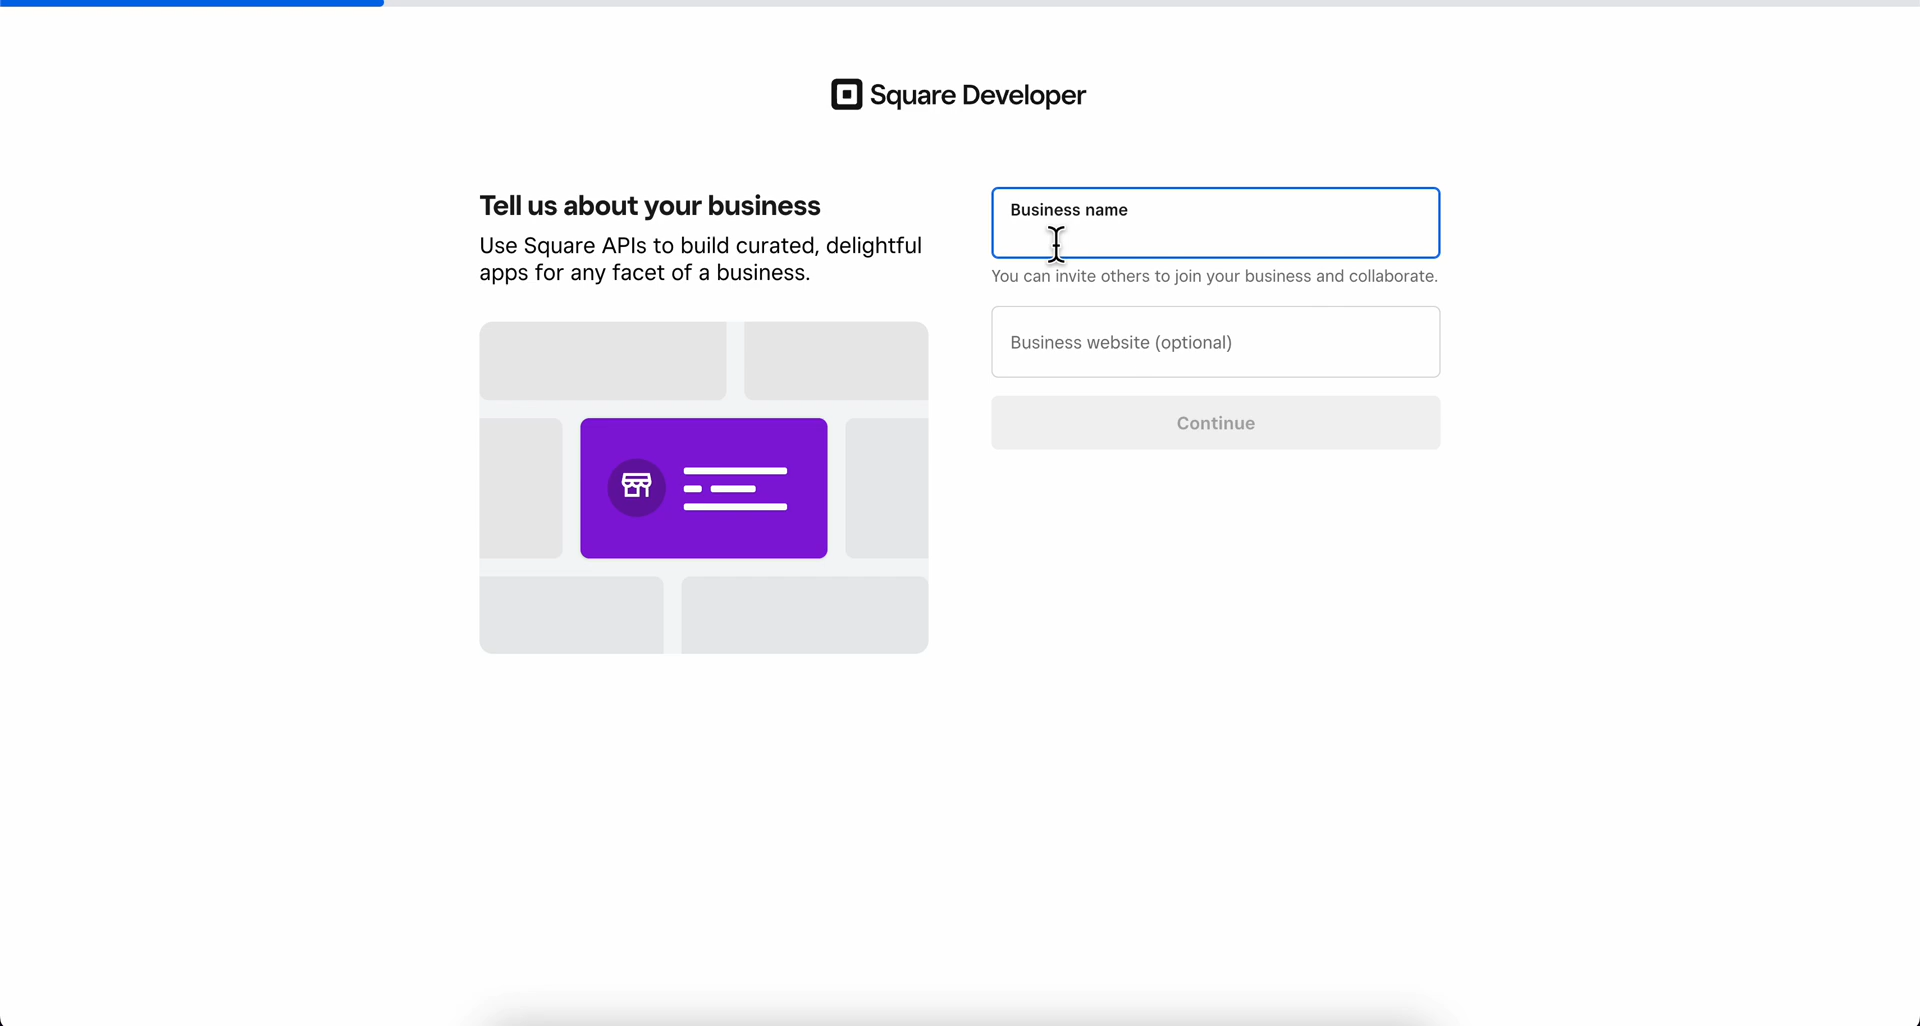 Square Developer
Tell us about your business
Use Square APIs to build curated, delightful
apps for any facet of a business.
Business name
You can invite others to join your business and collaborate.
Business website (optional)
Continue